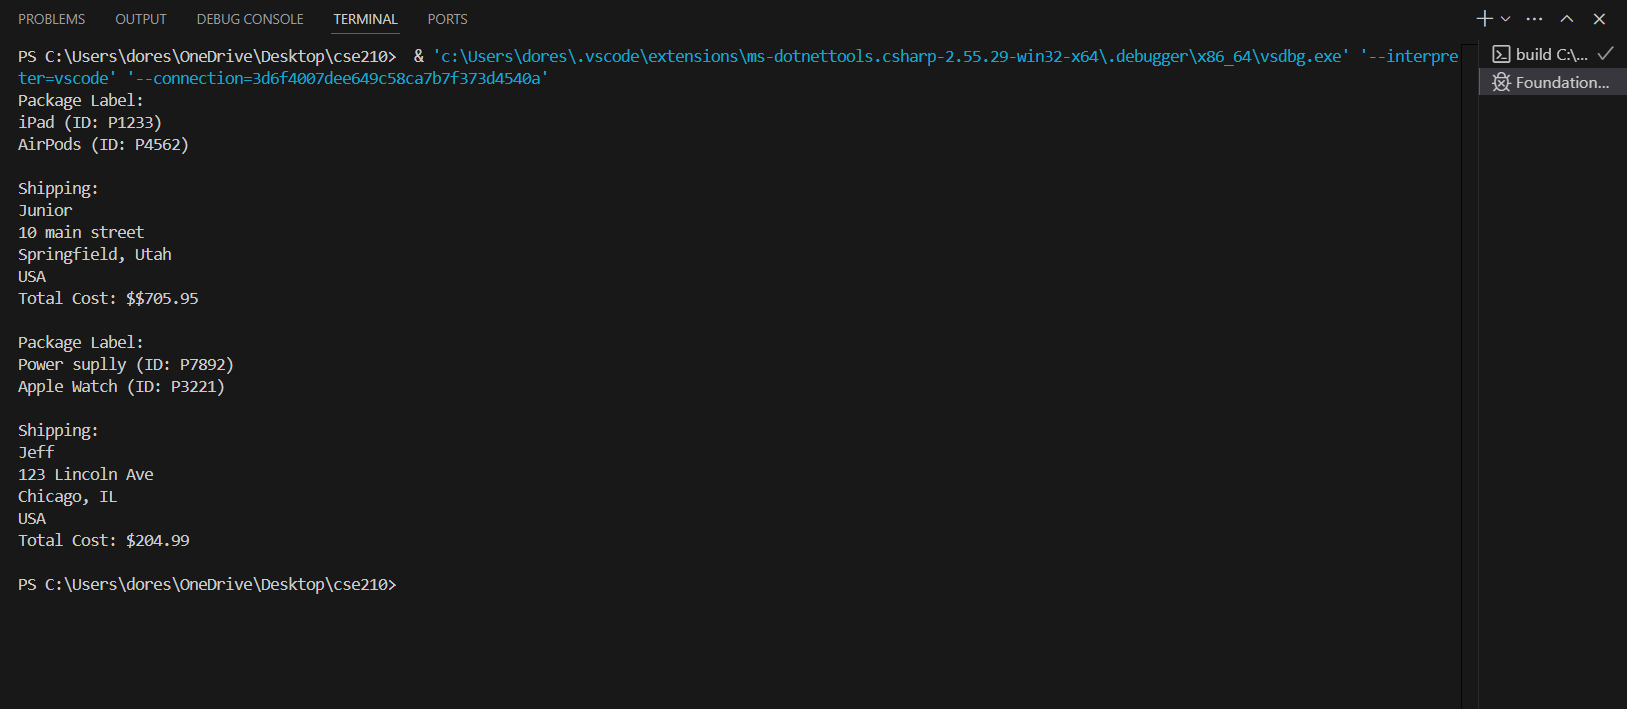 PROBLEMS OUTPUT DEBUG CONSOLE TERMINAL PORTS
PS C:\Users\dores\OneDrive\Desktop\cse210>  & 'c:\Users\dores\.vscode\extensions\ms-dotnettools.csharp-2.55.29-win32-x64\.debugger\x86_64\vsdbg.exe' '--interpre
ter=vscode' '--connection=3d6f4007dee649c58ca7b7f373d4540a'
Package Label:
iPad (ID: P1233)
AirPods (ID: P4562)

Shipping:
Junior
10 main street
Springfield, Utah
USA
Total Cost: $$705.95

Package Label:
Power suplly (ID: P7892)
Apple Watch (ID: P3221)

Shipping:
Jeff
123 Lincoln Ave
Chicago, IL
USA
Total Cost: $204.99

PS C:\Users\dores\OneDrive\Desktop\cse210>
build C:\...
Foundation...